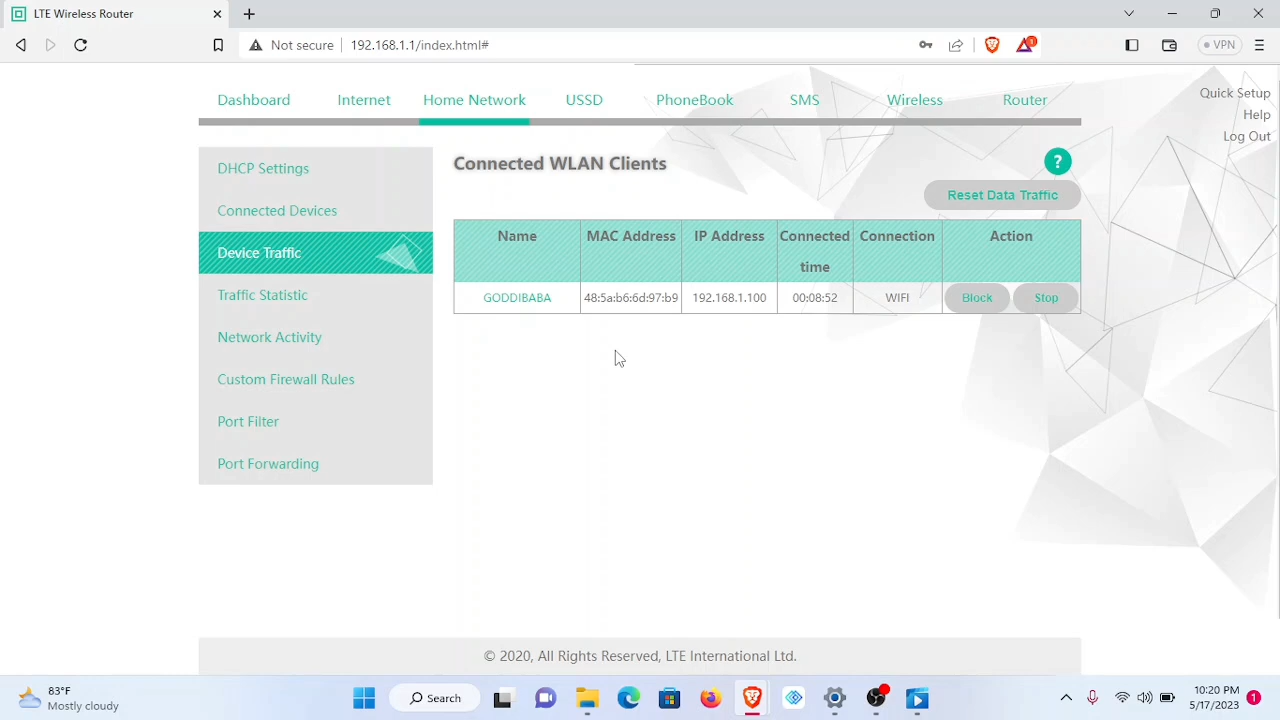 LTE Wireless Router
Not secure 192.168.1.1/index.html#
1
VPN
Dashboard Internet Home Network USSD PhoneBook SMS Wireless Router
Quick Setup
Help
Log Out
DHCP Settings
Connected Devices
Device Traffic
Traffic Statistic
Network Activity
Custom Firewall Rules
Port Filter
Port Forwarding
Connected WLAN Clients
?
Reset Data Traffic
Name MAC Address IP Address Connected time Connection Action
GODDIBABA 48:5a:b6:6d:97:b9 192.168.1.100 00:08:52 WIFI Block Stop
© 2020, All Rights Reserved, LTE International Ltd.
83°F
Mostly cloudy
Search
10:20 PM
5/17/2023
1